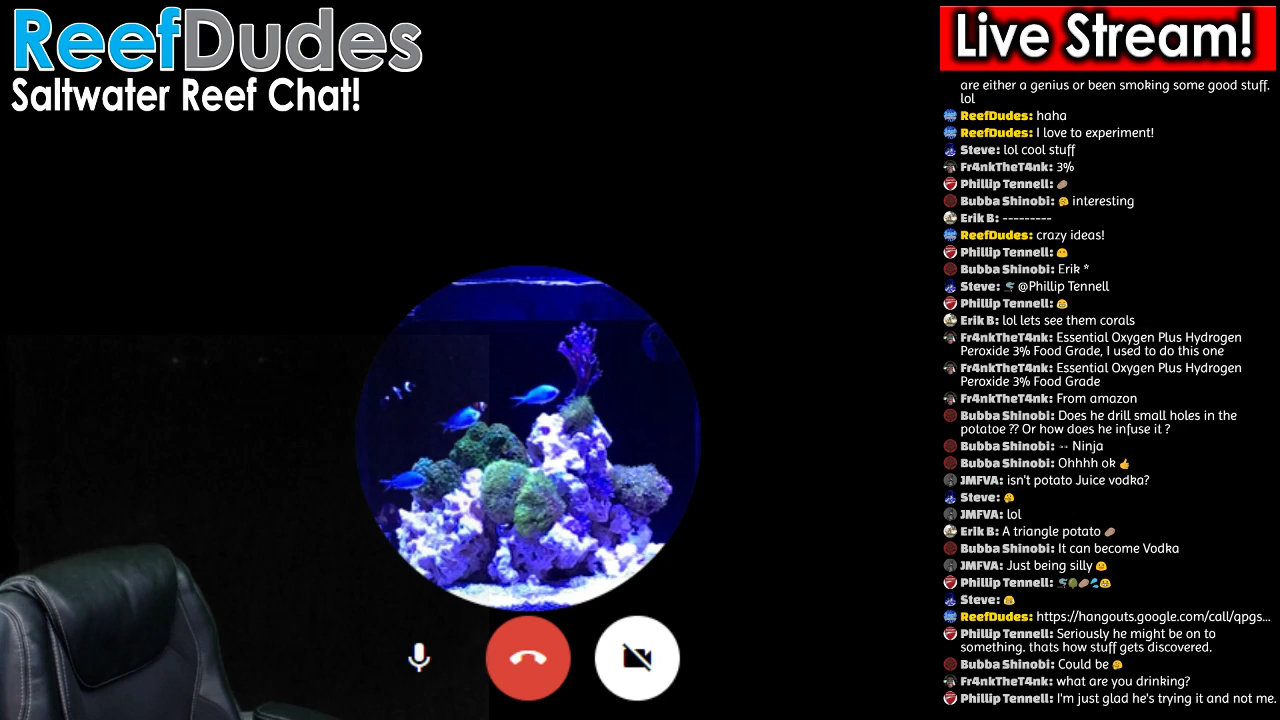 ReefDudes
Saltwater Reef Chat!
Live Stream!
are either a genius or been smoking some good stuff.
lol
ReefDudes: haha
ReefDudes: I love to experiment!
Steve: lol cool stuff
Fr4nkTheT4nk: 3%
Phillip Tennell: 🥔
Bubba Shinobi: 🤔 interesting
Erik B: ---------
ReefDudes: crazy ideas!
Phillip Tennell:
Bubba Shinobi: Erik *
Steve: @Phillip Tennell
Phillip Tennell:
Erik B: lol lets see them corals
Fr4nkTheT4nk: Essential Oxygen Plus Hydrogen
Peroxide 3% Food Grade, I used to do this one
Fr4nkTheT4nk: Essential Oxygen Plus Hydrogen
Peroxide 3% Food Grade
Fr4nkTheT4nk: From amazon
Bubba Shinobi: Does he drill small holes in the
potatoe ?? Or how does he infuse it ?
Bubba Shinobi: -- Ninja
Bubba Shinobi: Ohhhh ok 👍
JMFVA: isn't potato Juice vodka?
Steve: 🤔
JMFVA: lol
Erik B: A triangle potato 🥔
Bubba Shinobi: It can become Vodka
JMFVA: Just being silly
Phillip Tennell:
Steve:
ReefDudes: https://hangouts.google.com/call/qpgs...
Phillip Tennell: Seriously he might be on to
something. thats how stuff gets discovered.
Bubba Shinobi: Could be 🤔
Fr4nkTheT4nk: what are you drinking?
Phillip Tennell: I'm just glad he's trying it and not me.